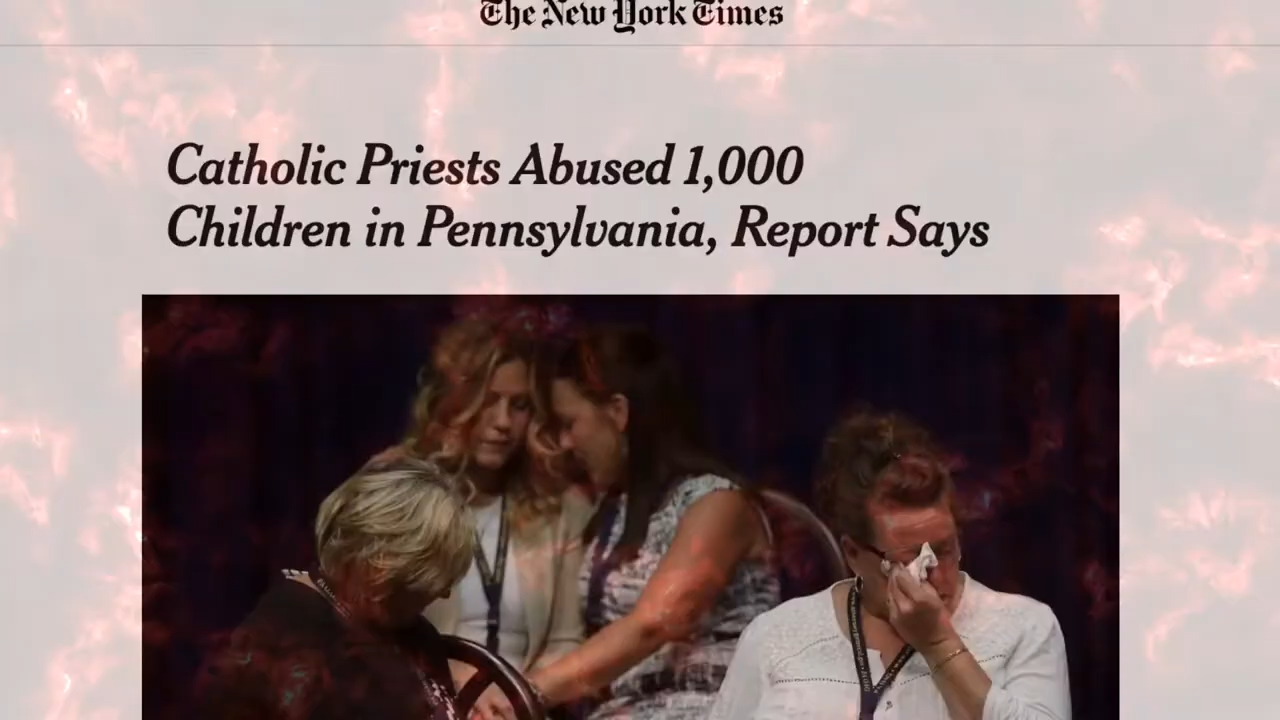 The New York Times
Catholic Priests Abused 1,000
Children in Pennsylvania, Report Says